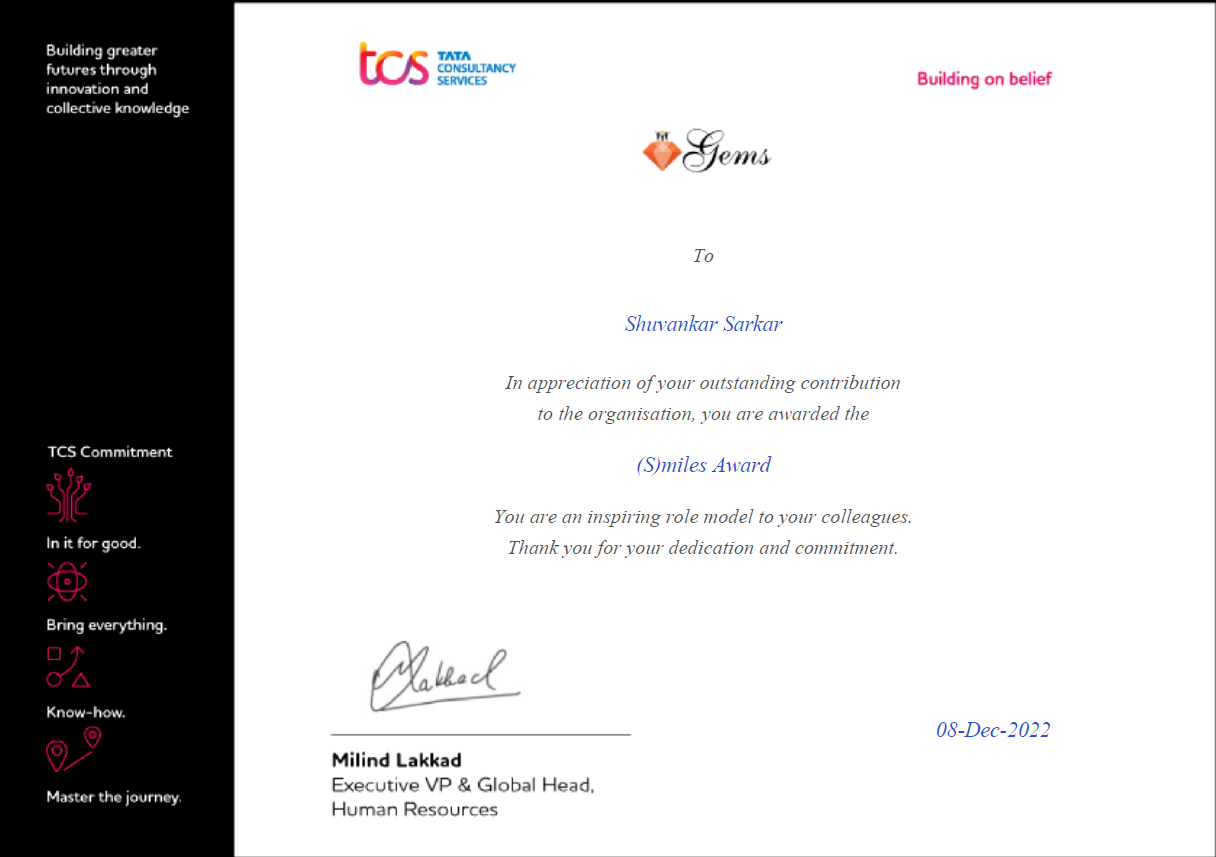 Building greater
futures through
innovation and
collective knowledge
tcs TATA
CONSULTANCY
SERVICES
Building on belief
Gems
To
Shuvankar Sarkar
In appreciation of your outstanding contribution
to the organisation, you are awarded the
(S)miles Award
You are an inspiring role model to your colleagues.
Thank you for your dedication and commitment.
TCS Commitment
In it for good.
Bring everything.
Know-how.
Master the journey.
MLakkad
Milind Lakkad
Executive VP & Global Head,
Human Resources
08-Dec-2022